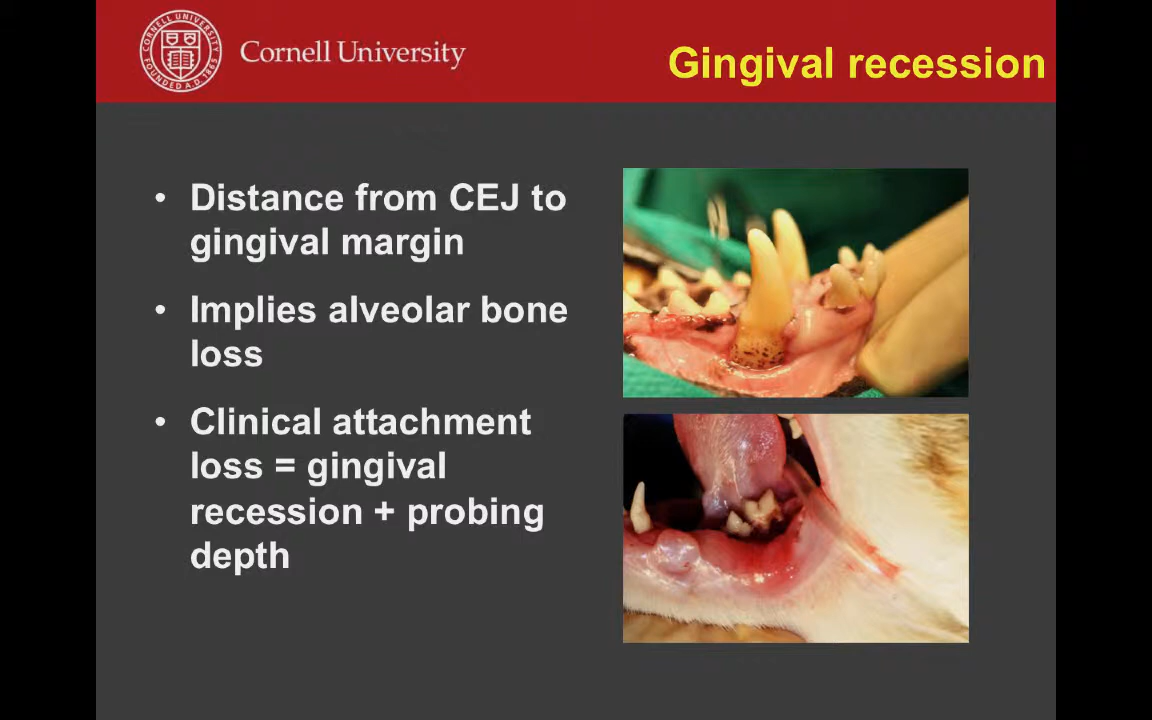 Cornell University
Gingival recession
• Distance from CEJ to
gingival margin
• Implies alveolar bone
loss
• Clinical attachment
loss = gingival
recession + probing
depth